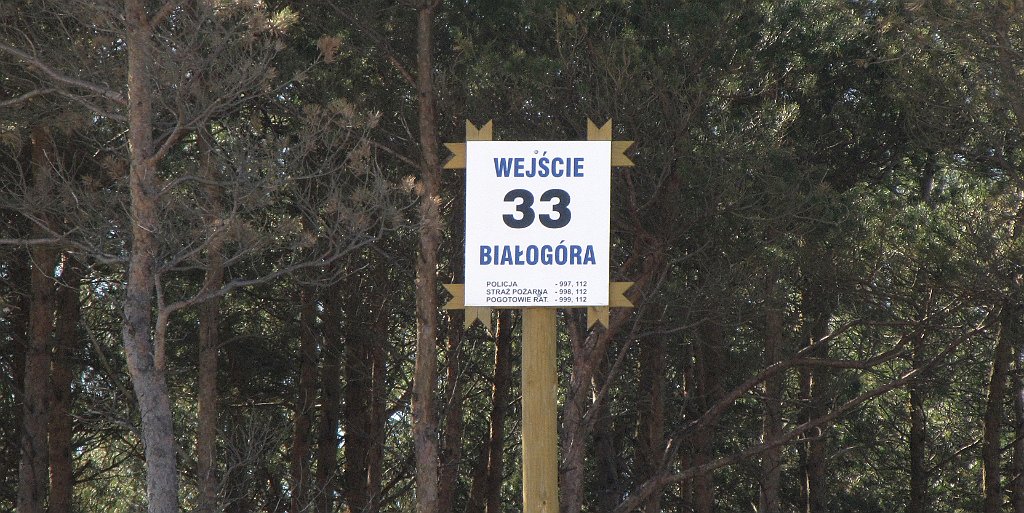 WEJŚCIE
33
BIAŁOGÓRA
POLICJA - 997, 112
STRAŻ POŻARNA - 998, 112
POGOTOWIE RAT. - 999, 112